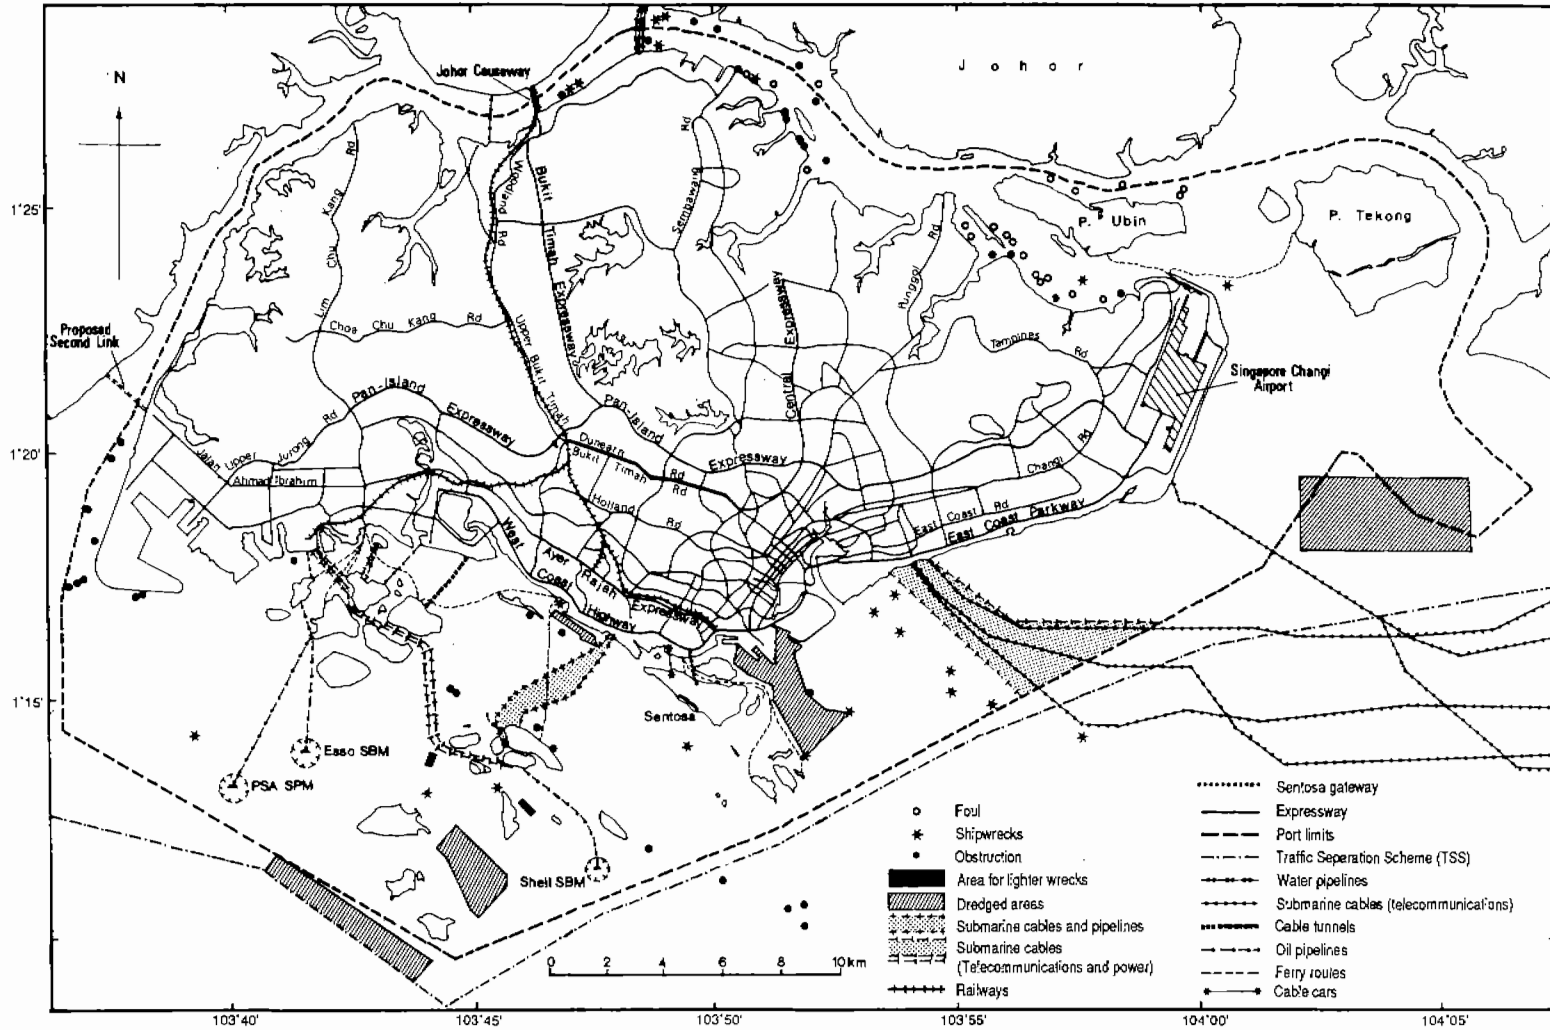 N
Johor Causeway
Johor
Proposed
Second Link
Lim Chu Kang Rd
Choa Chu Kang Rd
Woodland Rd
Bukit Timah Expressway
Upper Bukit Timah
Sembawang Rd
Central Expressway
Punggol Rd
P. Ubin
P. Tekong
Tampines Rd
Singapore Changi
Airport
Pan-Island Expressway
Pan-Island Expressway
Jalan Upper Jurong Rd
Ahmad Ibrahim
Dunearn Rd
Bukit Timah Rd
Holland Rd
Changi Rd
East Coast Rd
East Coast Parkway
West Coast Highway
Ayer Rajah Expressway
Sentosa
Esso SBM
PSA SPM
Shell SBM
1°25'
1°20'
1°15'
103°40'
103°45'
103°50'
103°55'
104°00'
104°05'
0 2 4 6 8 10 km
Foul
Shipwrecks
Obstruction
Area for lighter wrecks
Dredged areas
Submarine cables and pipelines
Submarine cables
(Telecommunications and power)
Railways
Sentosa gateway
Expressway
Port limits
Traffic Seperation Scheme (TSS)
Water pipelines
Submarine cables (telecommunications)
Cable tunnels
Oil pipelines
Ferry routes
Cable cars